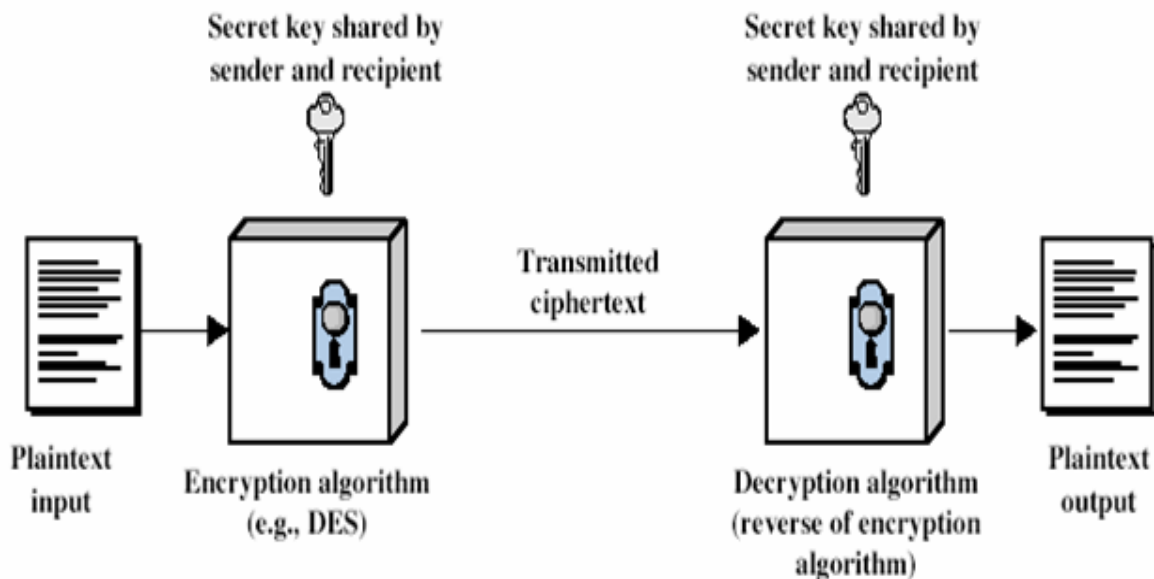 Secret key shared by
sender and recipient
Secret key shared by
sender and recipient
Transmitted
ciphertext
Plaintext
input
Encryption algorithm
(e.g., DES)
Decryption algorithm
(reverse of encryption
algorithm)
Plaintext
output